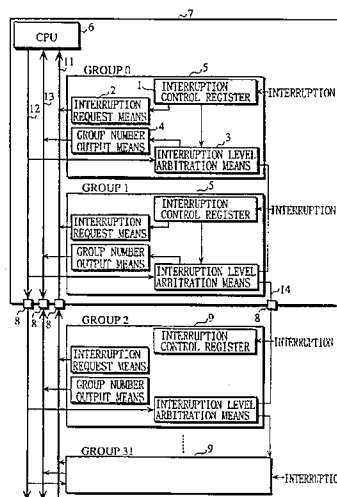 7
CPU
6
11
13
12
GROUP 0
5
2
1
INTERRUPTION
CONTROL REGISTER
INTERRUPTION
INTERRUPTION
REQUEST MEANS
4
GROUP NUMBER
OUTPUT MEANS
3
INTERRUPTION LEVEL
ARBITRATION MEANS
GROUP 1
5
INTERRUPTION
CONTROL REGISTER
INTERRUPTION
INTERRUPTION
REQUEST MEANS
GROUP NUMBER
OUTPUT MEANS
INTERRUPTION LEVEL
ARBITRATION MEANS
14
8
8
8
8
GROUP 2
9
INTERRUPTION
CONTROL REGISTER
INTERRUPTION
INTERRUPTION
REQUEST MEANS
GROUP NUMBER
OUTPUT MEANS
INTERRUPTION LEVEL
ARBITRATION MEANS
GROUP 31
9
INTERRUPTION